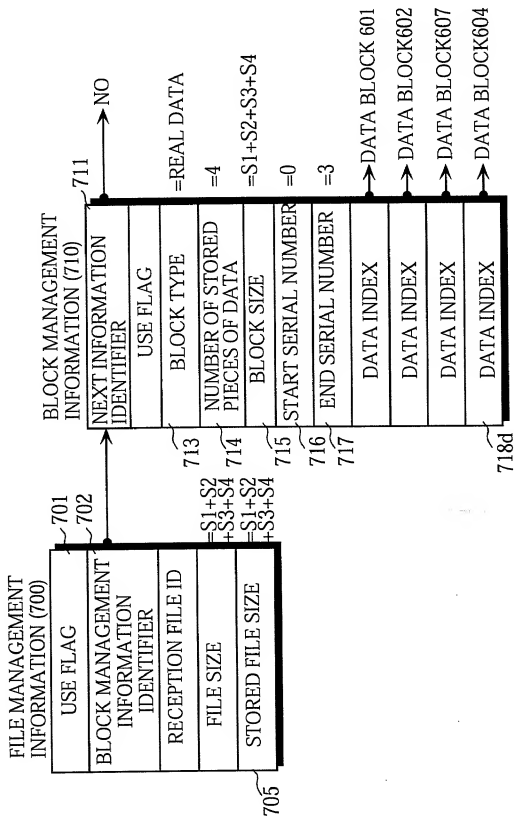 FILE MANAGEMENT
INFORMATION (700)
701
USE FLAG
702
BLOCK MANAGEMENT
INFORMATION
IDENTIFIER
RECEPTION FILE ID
FILE SIZE
=S1+S2
+S3+S4
STORED FILE SIZE
=S1+S2
+S3+S4
705
BLOCK MANAGEMENT
INFORMATION (710)
711
NEXT INFORMATION
IDENTIFIER
NO
USE FLAG
BLOCK TYPE
=REAL DATA
713
NUMBER OF STORED
PIECES OF DATA
=4
714
BLOCK SIZE
=S1+S2+S3+S4
715
START SERIAL NUMBER
=0
716
END SERIAL NUMBER
=3
717
DATA INDEX
DATA BLOCK 601
DATA INDEX
DATA BLOCK602
DATA INDEX
DATA BLOCK607
DATA INDEX
DATA BLOCK604
718d